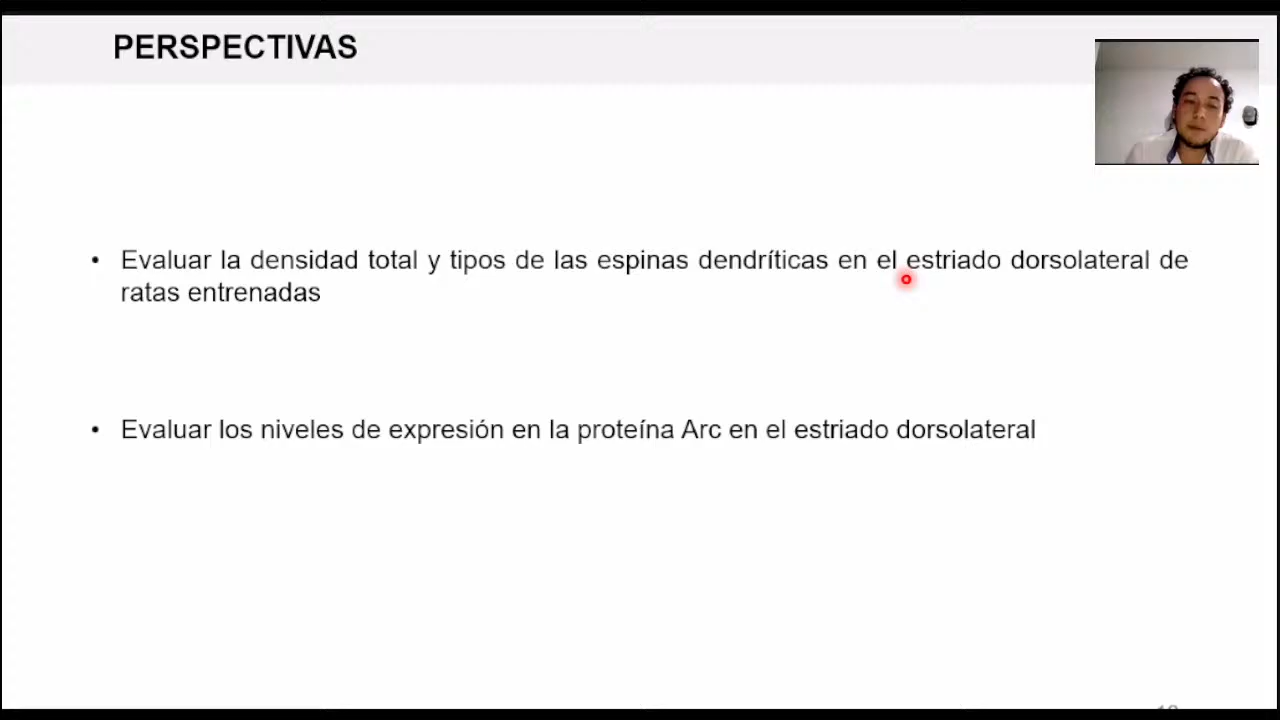 PERSPECTIVAS
• Evaluar la densidad total y tipos de las espinas dendríticas en el estriado dorsolateral de
ratas entrenadas
• Evaluar los niveles de expresión en la proteína Arc en el estriado dorsolateral